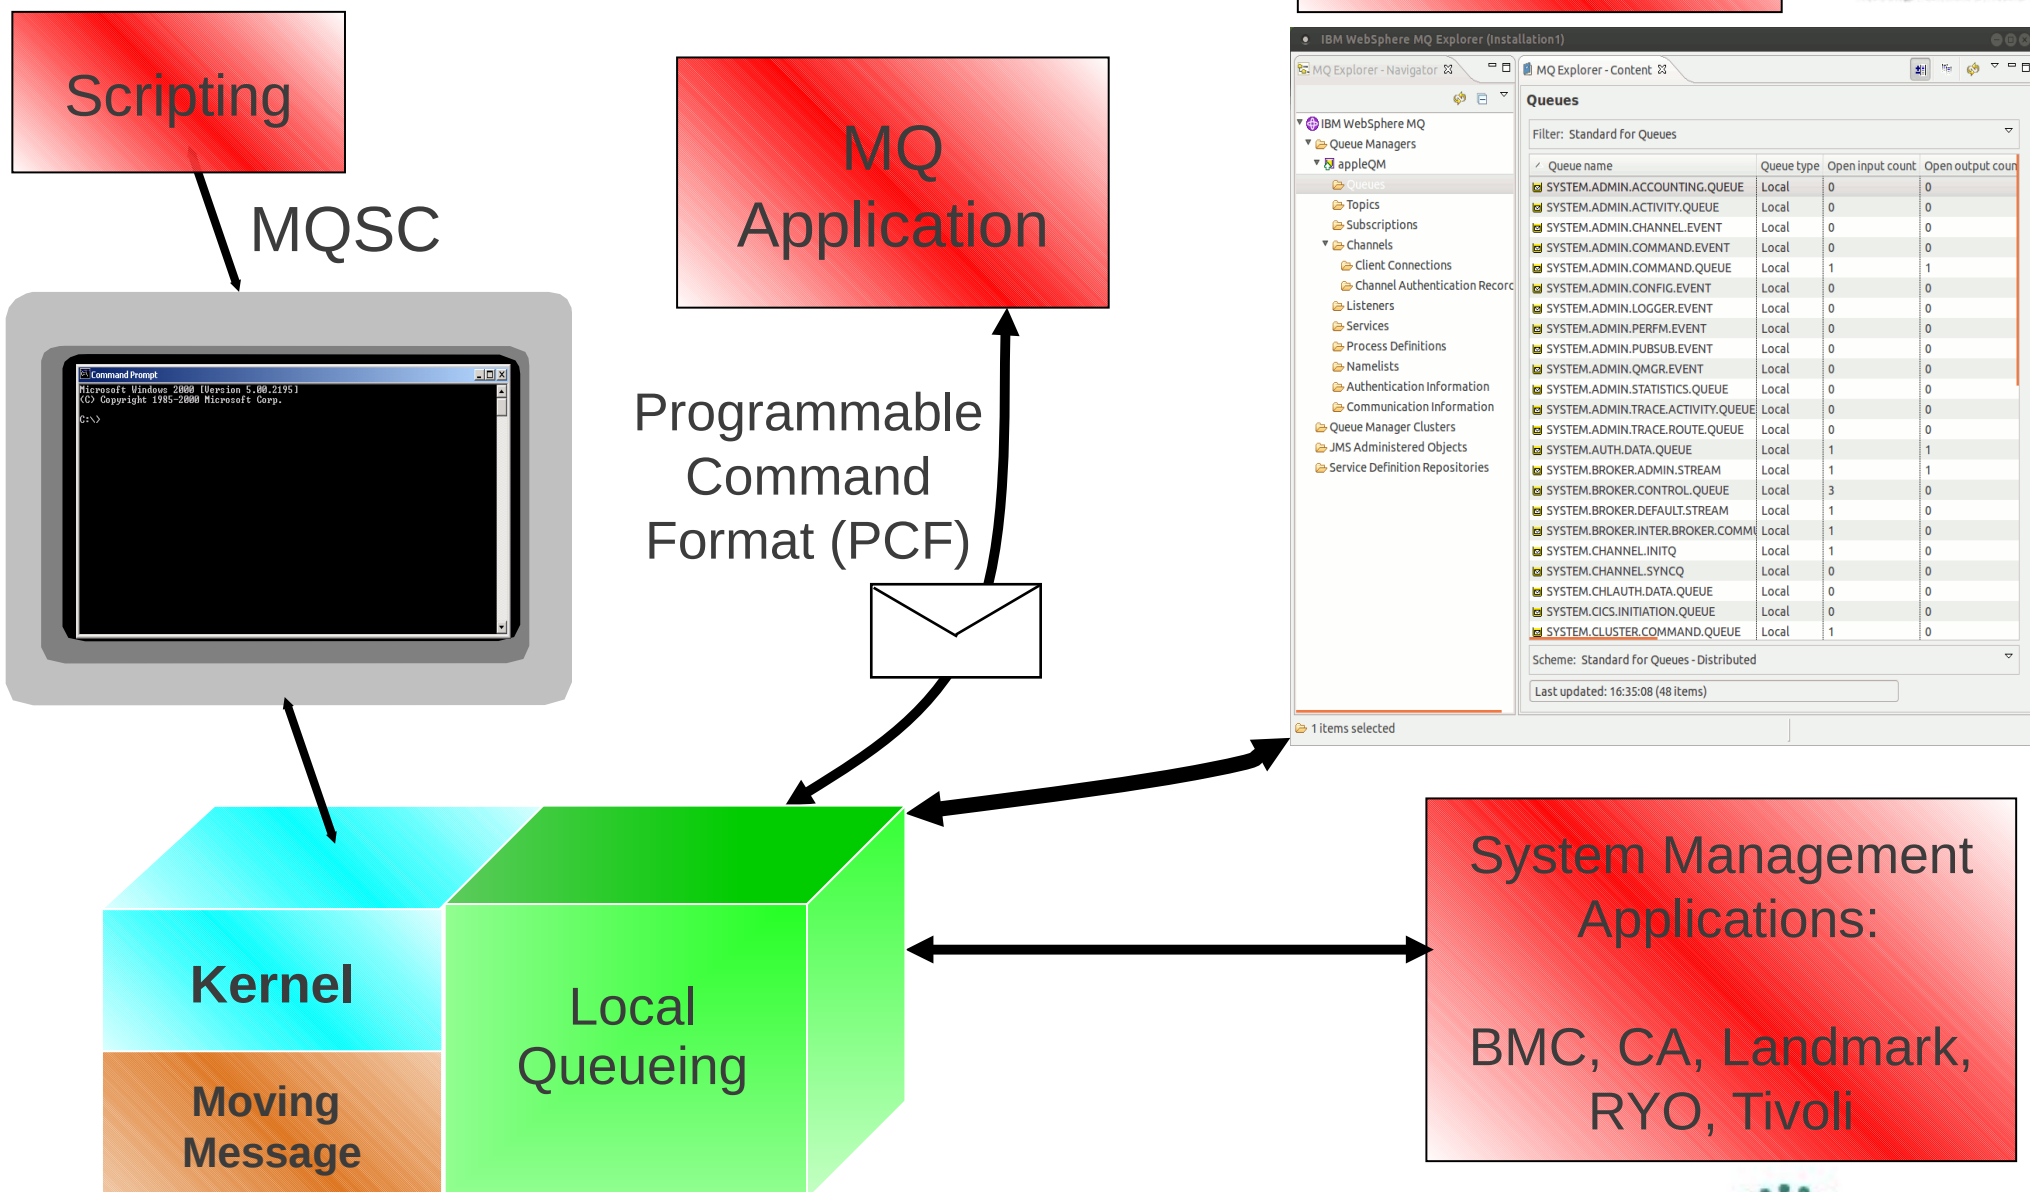 Scripting
MQSC
Command Prompt
Microsoft Windows 2000 [Version 5.00.2195]
(C) Copyright 1985-2000 Microsoft Corp.
C:\>
MQ
Application
Programmable
Command
Format (PCF)
IBM WebSphere MQ Explorer (Installation1)
MQ Explorer - Navigator
IBM WebSphere MQ
Queue Managers
appleQM
Queues
Topics
Subscriptions
Channels
Client Connections
Channel Authentication Recorc
Listeners
Services
Process Definitions
Namelists
Authentication Information
Communication Information
Queue Manager Clusters
JMS Administered Objects
Service Definition Repositories
MQ Explorer - Content
Queues
Filter: Standard for Queues
Queue name Queue type Open input count Open output coun
SYSTEM.ADMIN.ACCOUNTING.QUEUE Local 0 0
SYSTEM.ADMIN.ACTIVITY.QUEUE Local 0 0
SYSTEM.ADMIN.CHANNEL.EVENT Local 0 0
SYSTEM.ADMIN.COMMAND.EVENT Local 0 0
SYSTEM.ADMIN.COMMAND.QUEUE Local 1 1
SYSTEM.ADMIN.CONFIG.EVENT Local 0 0
SYSTEM.ADMIN.LOGGER.EVENT Local 0 0
SYSTEM.ADMIN.PERFM.EVENT Local 0 0
SYSTEM.ADMIN.PUBSUB.EVENT Local 0 0
SYSTEM.ADMIN.QMGR.EVENT Local 0 0
SYSTEM.ADMIN.STATISTICS.QUEUE Local 0 0
SYSTEM.ADMIN.TRACE.ACTIVITY.QUEUE Local 0 0
SYSTEM.ADMIN.TRACE.ROUTE.QUEUE Local 0 0
SYSTEM.AUTH.DATA.QUEUE Local 1 1
SYSTEM.BROKER.ADMIN.STREAM Local 1 1
SYSTEM.BROKER.CONTROL.QUEUE Local 3 0
SYSTEM.BROKER.DEFAULT.STREAM Local 1 0
SYSTEM.BROKER.INTER.BROKER.COMMU Local 1 0
SYSTEM.CHANNEL.INITQ Local 1 0
SYSTEM.CHANNEL.SYNCQ Local 0 0
SYSTEM.CHLAUTH.DATA.QUEUE Local 0 0
SYSTEM.CICS.INITIATION.QUEUE Local 0 0
SYSTEM.CLUSTER.COMMAND.QUEUE Local 1 0
Scheme: Standard for Queues - Distributed
Last updated: 16:35:08 (48 items)
1 items selected
Kernel
Moving
Message
Local
Queueing
System Management
Applications:
BMC, CA, Landmark,
RYO, Tivoli